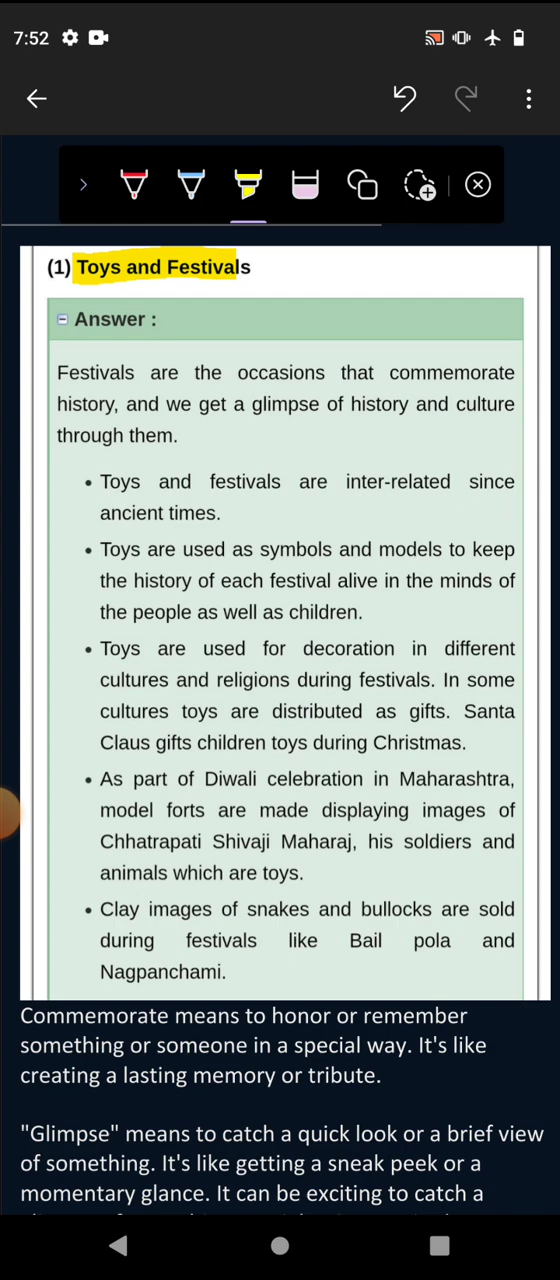 7:52
(1) Toys and Festivals
Answer :
Festivals are the occasions that commemorate
history, and we get a glimpse of history and culture
through them.
• Toys and festivals are inter-related since
ancient times.
• Toys are used as symbols and models to keep
the history of each festival alive in the minds of
the people as well as children.
• Toys are used for decoration in different
cultures and religions during festivals. In some
cultures toys are distributed as gifts. Santa
Claus gifts children toys during Christmas.
• As part of Diwali celebration in Maharashtra,
model forts are made displaying images of
Chhatrapati Shivaji Maharaj, his soldiers and
animals which are toys.
• Clay images of snakes and bullocks are sold
during festivals like Bail pola and
Nagpanchami.
Commemorate means to honor or remember
something or someone in a special way. It's like
creating a lasting memory or tribute.
"Glimpse" means to catch a quick look or a brief view
of something. It's like getting a sneak peek or a
momentary glance. It can be exciting to catch a